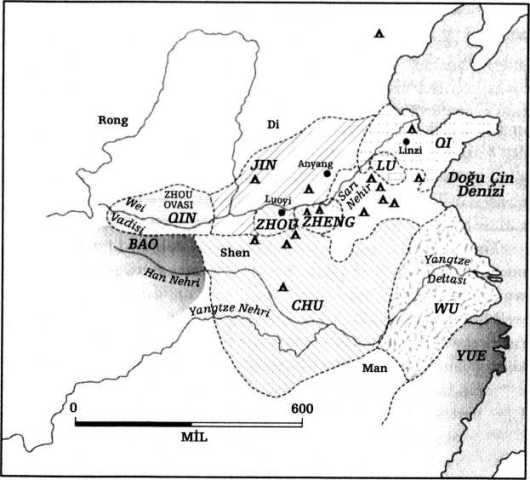 Rong
Di
JIN
Anyang
Linzi
QI
LU
Doğu Çin
Denizi
ZHOU
OVASI
QIN
Wei
Vadisi
Luoyi
Sarı
Nehir
ZHOU
ZHENG
BAO
Shen
Han Nehri
Yangtze Nehri
CHU
Yangtze
Deltası
WU
YUE
Man
0
600
MİL